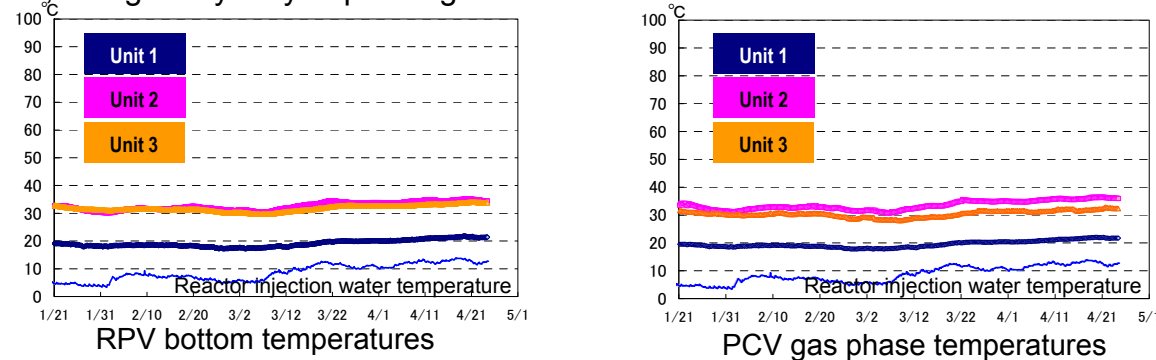 ℃
100
90
80
70
60
50
40
30
20
10
0
Unit 1
Unit 2
Unit 3
Reactor injection water temperature
1/21 1/31 2/10 2/20 3/2 3/12 3/22 4/1 4/11 4/21 5/1
RPV bottom temperatures
℃
100
90
80
70
60
50
40
30
20
10
0
Unit 1
Unit 2
Unit 3
Reactor injection water temperature
1/21 1/31 2/10 2/20 3/2 3/12 3/22 4/1 4/11 4/21 5/1
PCV gas phase temperatures